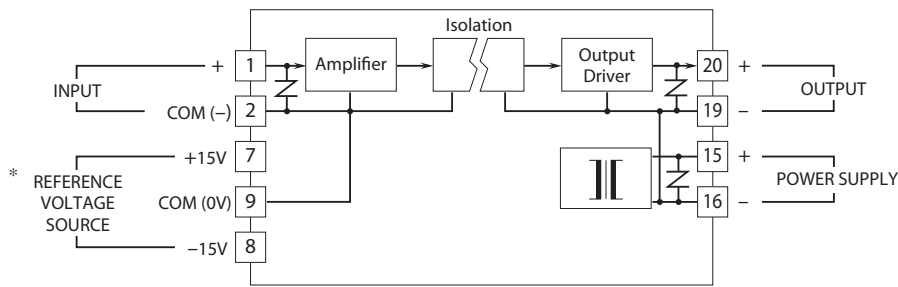 Isolation
+ 1 Amplifier Output Driver 20 +
INPUT OUTPUT
COM (−) 2 19 −
+15V 7 15 +
* REFERENCE VOLTAGE SOURCE POWER SUPPLY
COM (0V) 9 16 −
−15V 8